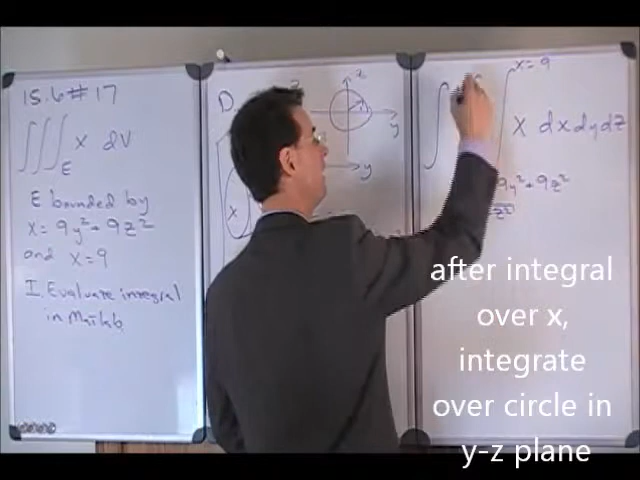 15.6 #17
∭_E x dV
E bounded by
x = 9y² + 9z²
and x = 9
I. Evaluate integral
in Matlab
D
z
y
y
x
x = 9
x dx dy dz
9y² + 9z²
after integral
over x,
integrate
over circle in
y-z plane